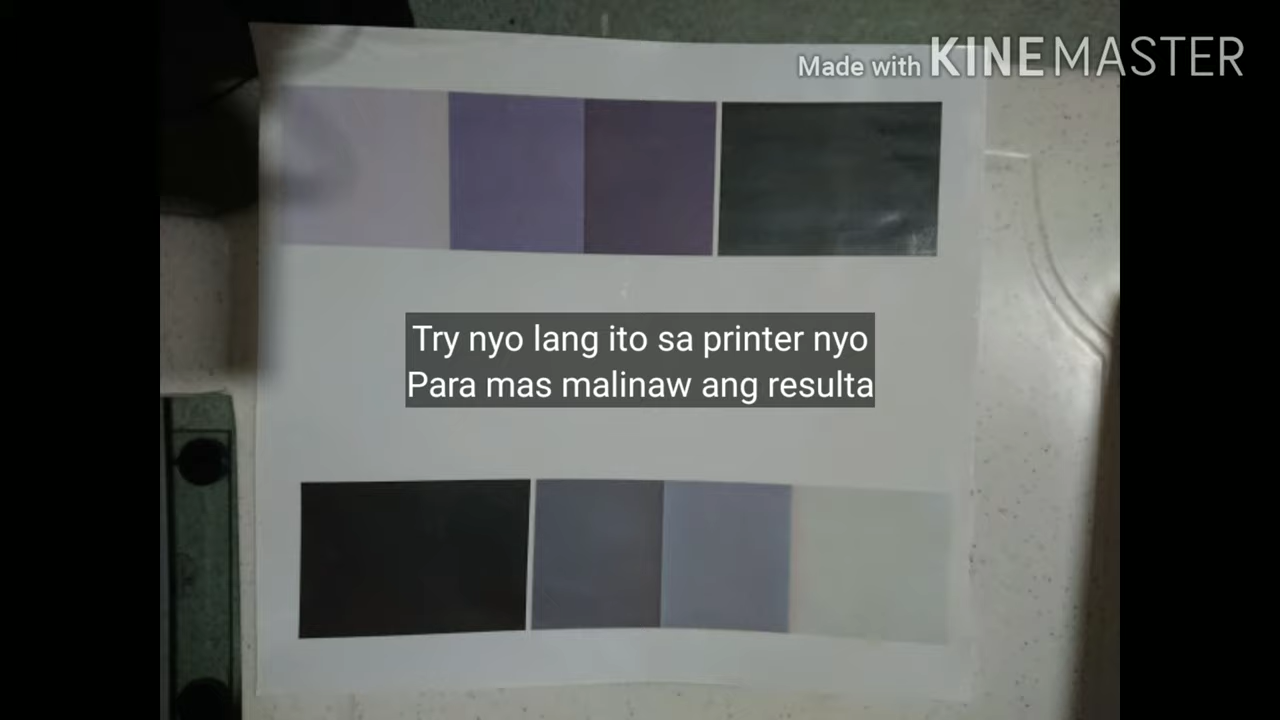 Made with KINEMASTER
Try nyo lang ito sa printer nyo
Para mas malinaw ang resulta